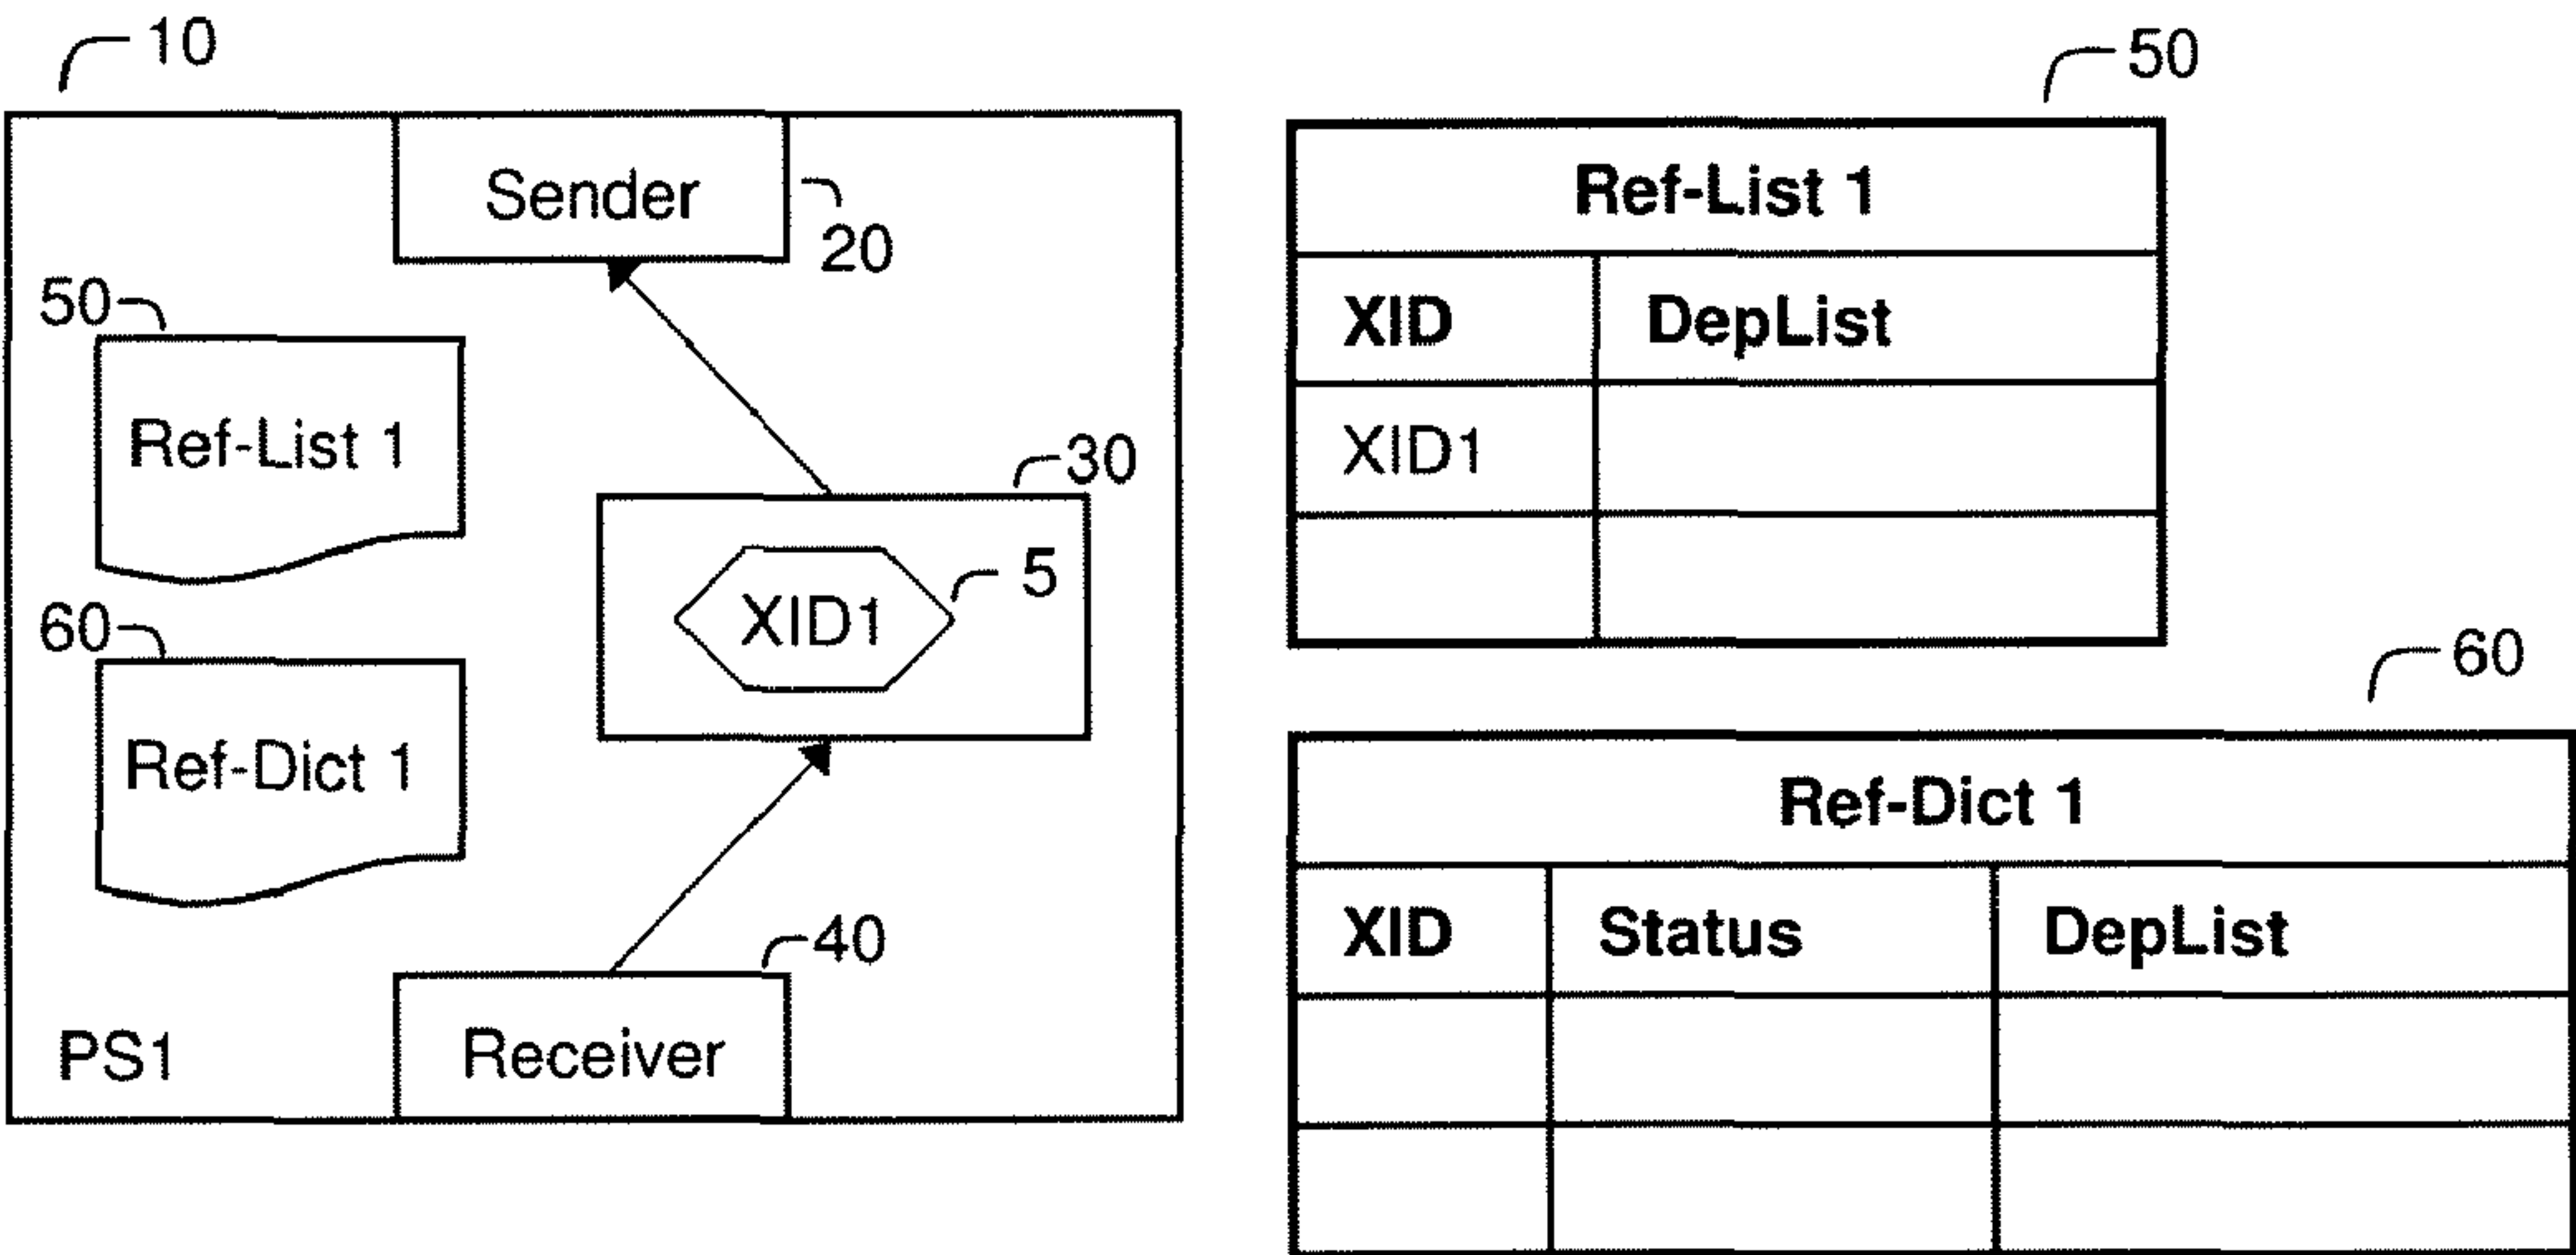 10
Sender
20
50
Ref-List 1
30
XID1
5
60
Ref-Dict 1
40
PS1
Receiver
50
Ref-List 1
XID DepList
XID1
60
Ref-Dict 1
XID Status DepList